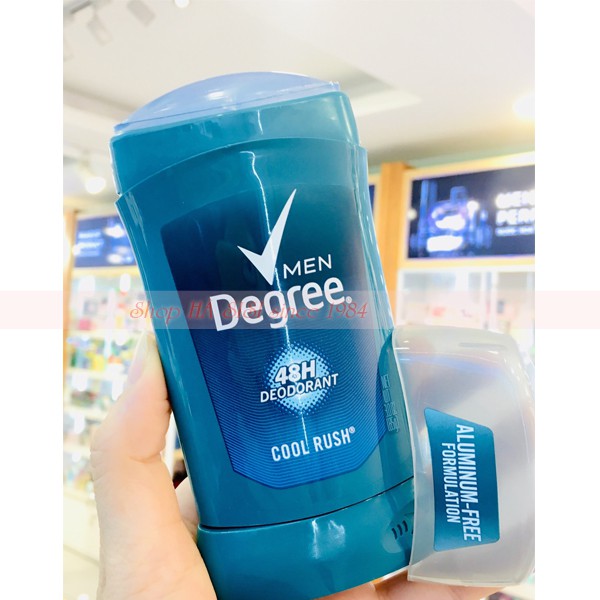 MEN
Degree.
48H
DEODORANT
COOL RUSH®
ALUMINUM-FREE
FORMULATION